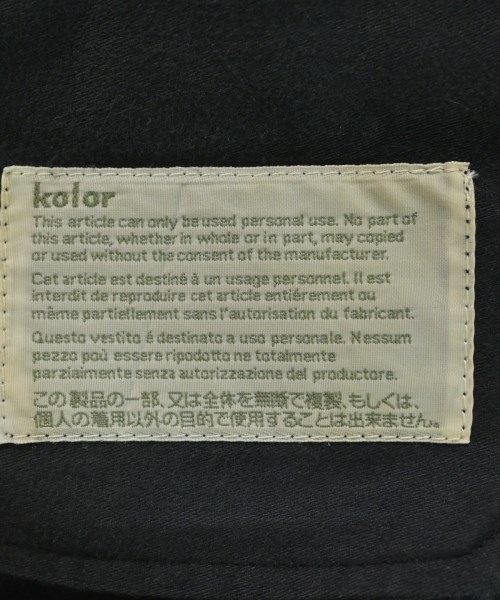 kolor
This article can only be used personal use. No part of
this article, whether in whole or in part, may copied
or used without the consent of the manufacturer.
Cet article est destiné à un usage personnel. Il est
interdit de reproduire cet article entiérement ou
même partiellement sans l'autorisation du fabricant.
Questo vestito é destinato a uso personale. Nessum
pezzo poù essere ripodotto ne totalmente
parziaimente senza autorizzazione del productore.
この製品の一部、又は全体を無断で複製、もしくは、
個人の着用以外の目的で使用することは出来ません。